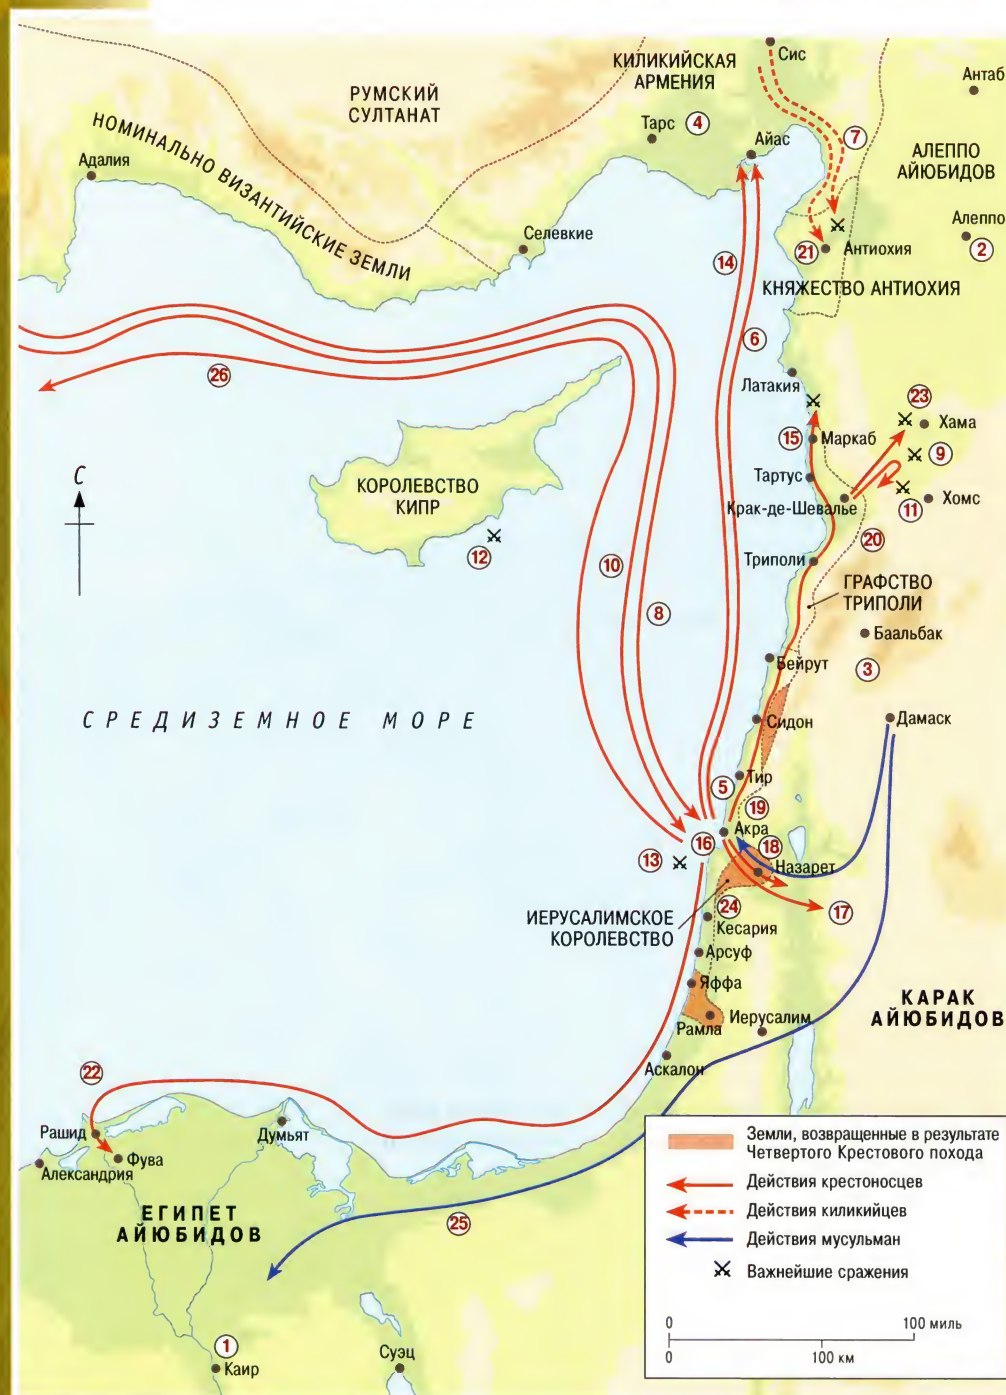 Сис
КИЛИКИЙСКАЯ
АРМЕНИЯ
Антаб
РУМСКИЙ
СУЛТАНАТ
Тарс
4
7
НОМИНАЛЬНО ВИЗАНТИЙСКИЕ ЗЕМЛИ
Айас
АЛЕППО
АЙЮБИДОВ
Адалия
Алеппо
2
Селевкие
21
Антиохия
14
КНЯЖЕСТВО АНТИОХИЯ
6
26
Латакия
23
Хама
15
Маркаб
9
С
КОРОЛЕВСТВО
КИПР
Тартус
Крак-де-Шевалье
11
Хомс
12
20
10
Триполи
8
ГРАФСТВО
ТРИПОЛИ
Баальбак
Бейрут
3
СРЕДИЗЕМНОЕ МОРЕ
Сидон
Дамаск
5
Тир
19
Акра
16
18
13
Назарет
24
17
ИЕРУСАЛИМСКОЕ
КОРОЛЕВСТВО
Кесария
Арсуф
Яффа
КАРАК
АЙЮБИДОВ
Рамла
Иерусалим
Аскалон
22
Рашид
Думьят
Фува
Александрия
ЕГИПЕТ
АЙЮБИДОВ
25
1
Каир
Суэц
Земли, возвращенные в результате
Четвертого Крестового похода
Действия крестоносцев
Действия киликийцев
Действия мусульман
Важнейшие сражения
0 100 миль
0 100 км